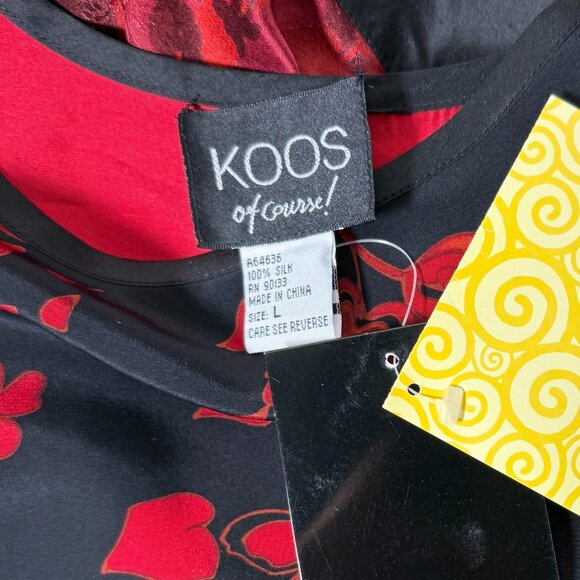 KOOS
of course!
A64636
100% SILK
RN 90133
MADE IN CHINA
SIZE: L
CARE SEE REVERSE